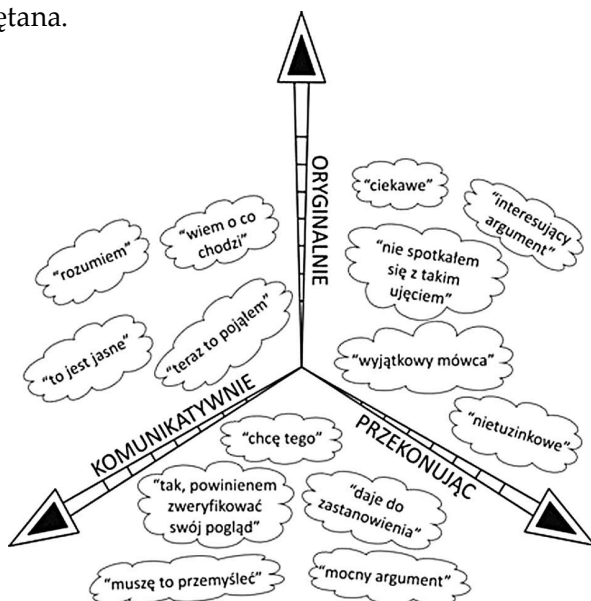 ętana.
ORYGINALNIE
"ciekawe"
"interesujący
argument"
"wiem o co
chodzi"
"rozumiem"
"nie spotkałem
się z takim
ujęciem"
"to jest jasne"
"teraz to pojąłem"
"wyjątkowy mówca"
"nietuzinkowe"
KOMUNIKATYWNIE
PRZEKONUJĄC
"chcę tego"
"tak, powinienem
zweryfikować
swój pogląd"
"daje do
zastanowienia"
"muszę to przemyśleć"
"mocny argument"